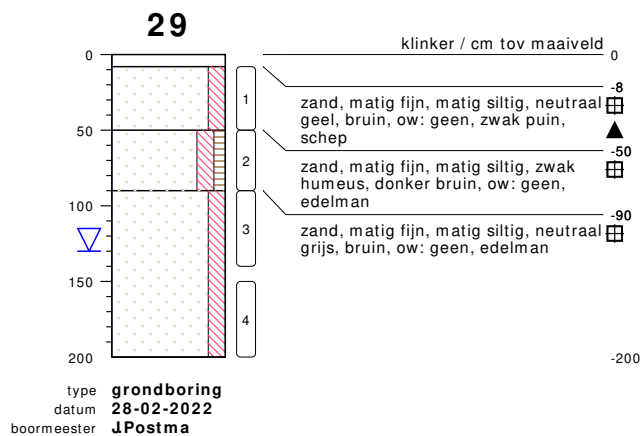 29
klinker / cm tov maaiveld
0
0
-8
zand, matig fijn, matig siltig, neutraal
geel, bruin, ow: geen, zwak puin,
schep
1
50
-50
zand, matig fijn, matig siltig, zwak
humeus, donker bruin, ow: geen,
edelman
2
-90
100
zand, matig fijn, matig siltig, neutraal
grijs, bruin, ow: geen, edelman
3
150
4
200
-200
type grondboring
datum 28-02-2022
boormeester J.Postma